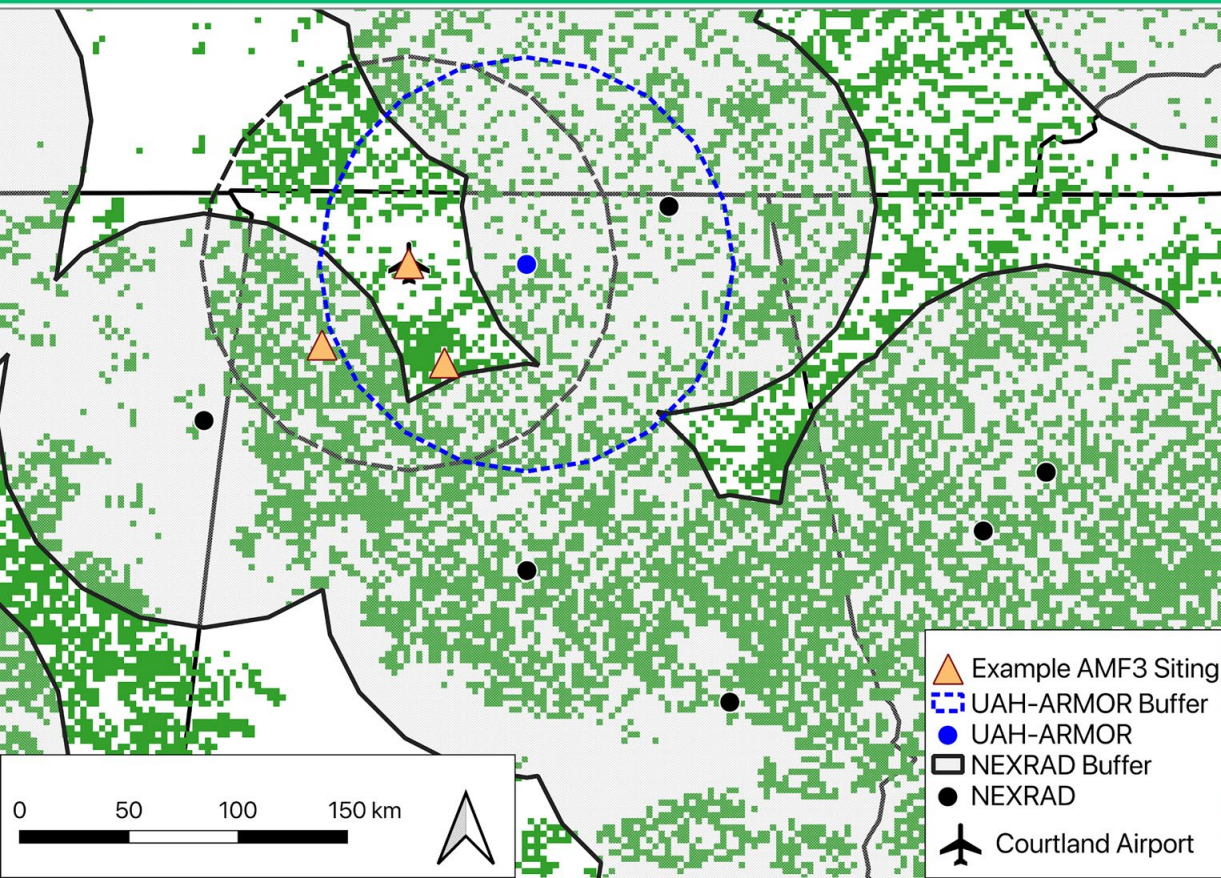 Example AMF3 Siting
UAH-ARMOR Buffer
UAH-ARMOR
NEXRAD Buffer
NEXRAD
Courtland Airport
0 50 100 150 km